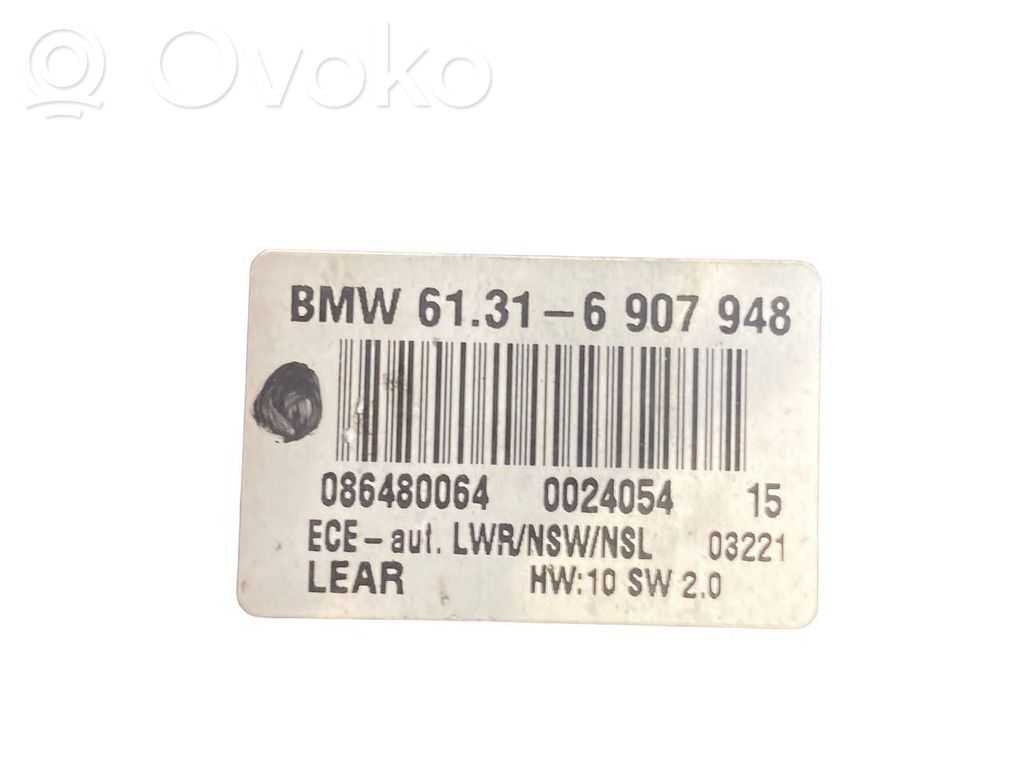 Ovoko
BMW 61.31-6 907 948
086480064 0024054 15
ECE-aut. LWR/NSW/NSL 03221
LEAR HW:10 SW 2.0